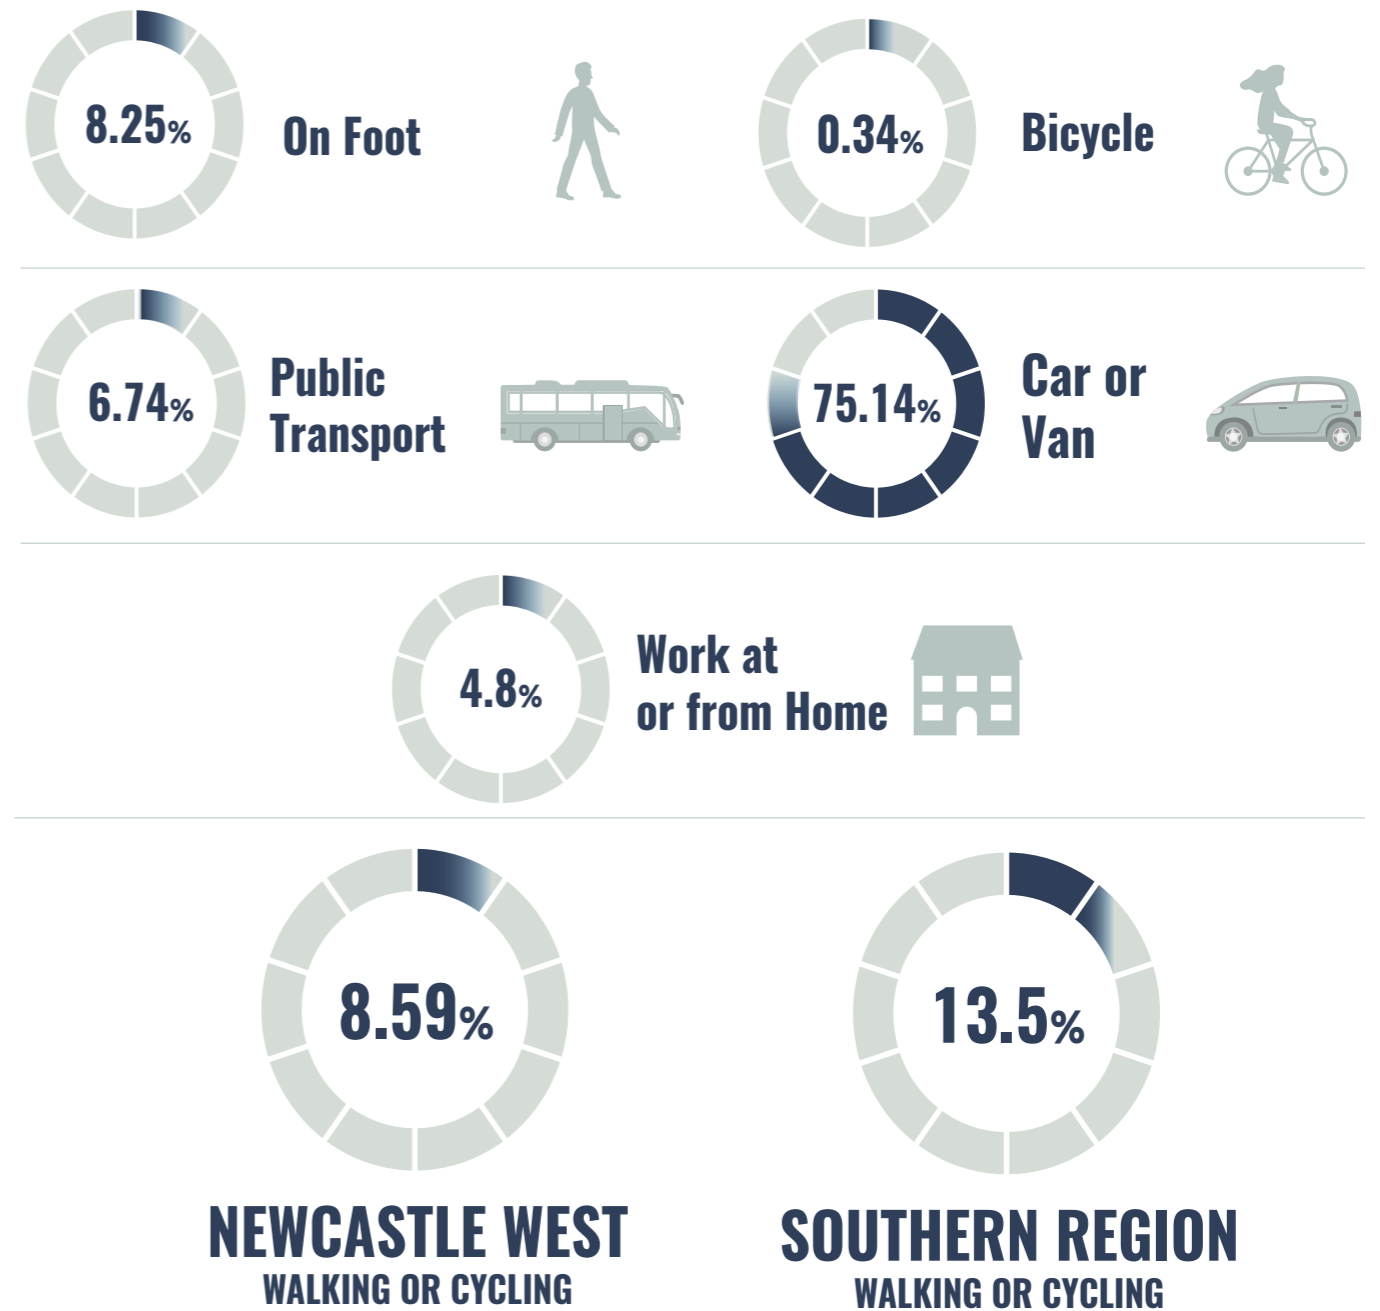 8.25%
On Foot
0.34%
Bicycle
6.74%
Public
Transport
75.14%
Car or
Van
4.8%
Work at
or from Home
8.59%
NEWCASTLE WEST
WALKING OR CYCLING
13.5%
SOUTHERN REGION
WALKING OR CYCLING